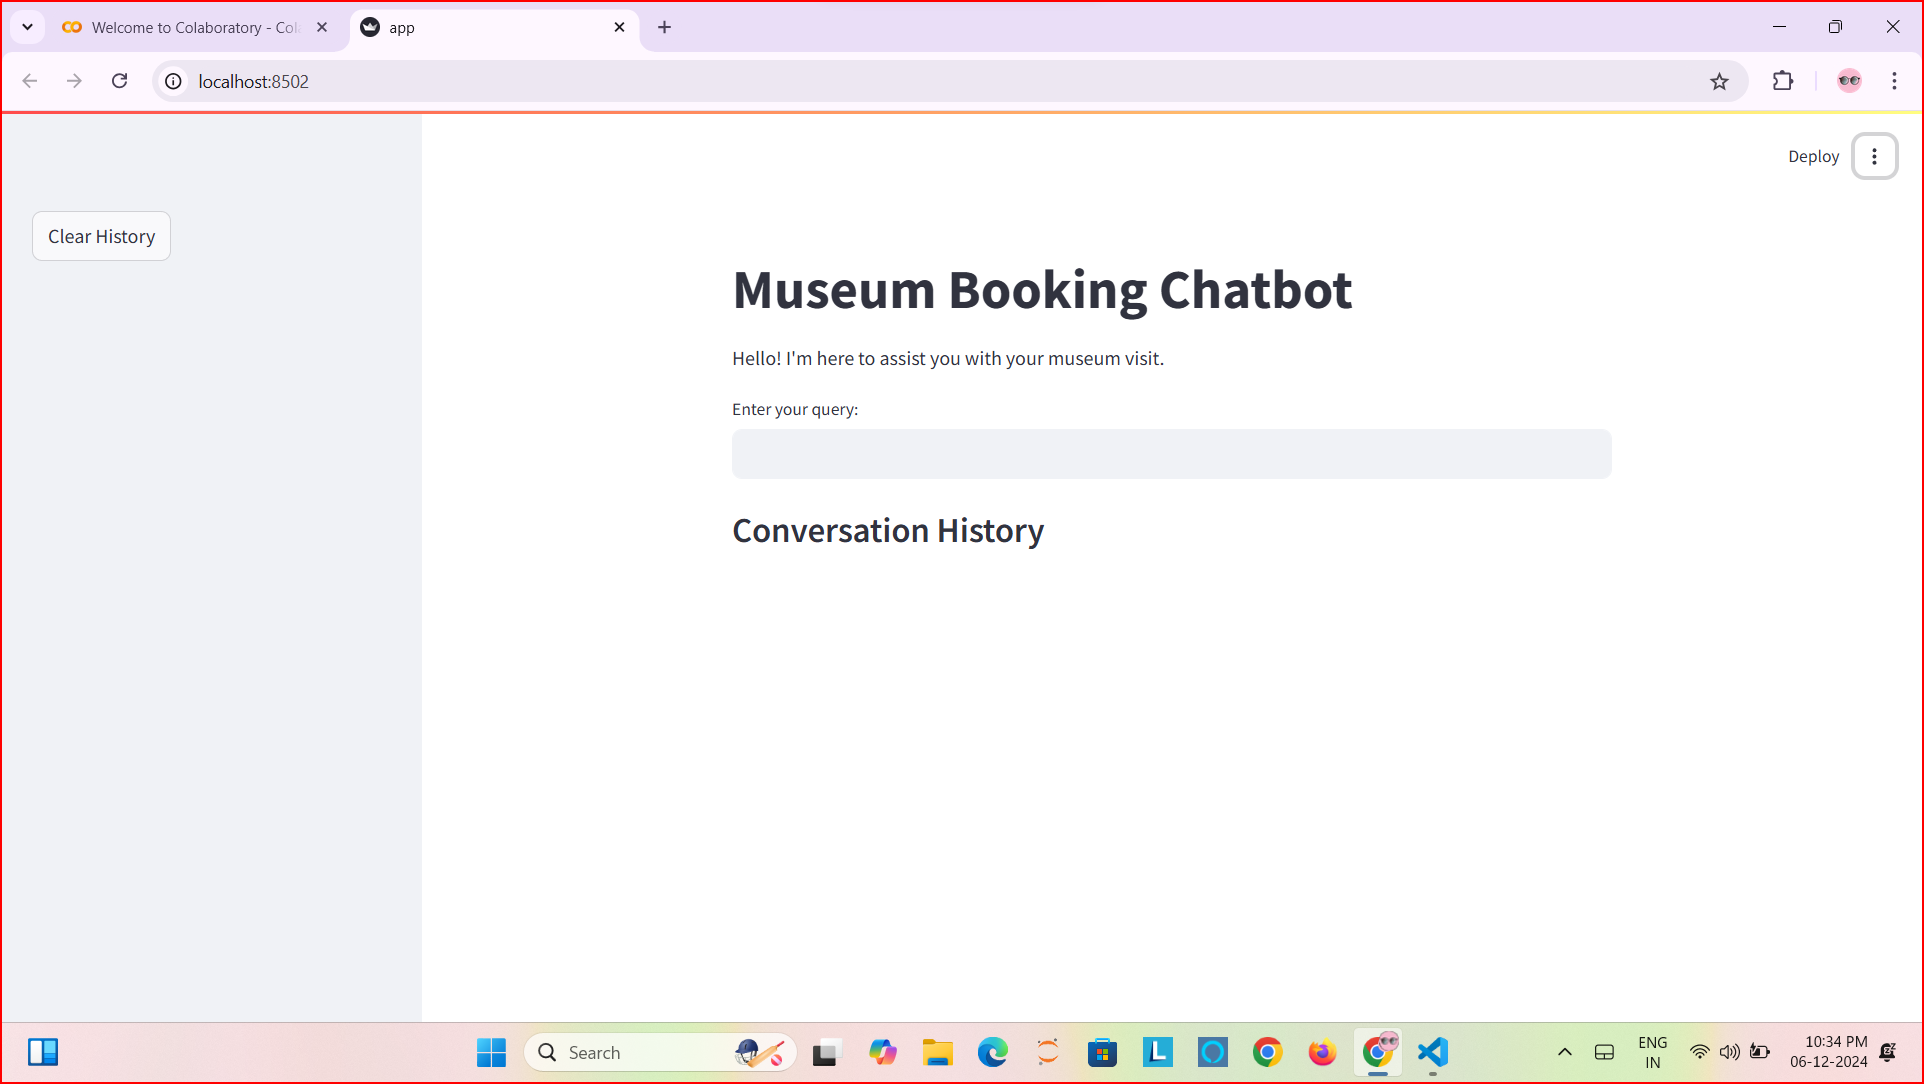 Welcome to Colaboratory - Col
app
localhost:8502
Deploy
Clear History
Museum Booking Chatbot
Hello! I'm here to assist you with your museum visit.
Enter your query:
Conversation History
Search
ENG
IN
10:34 PM
06-12-2024